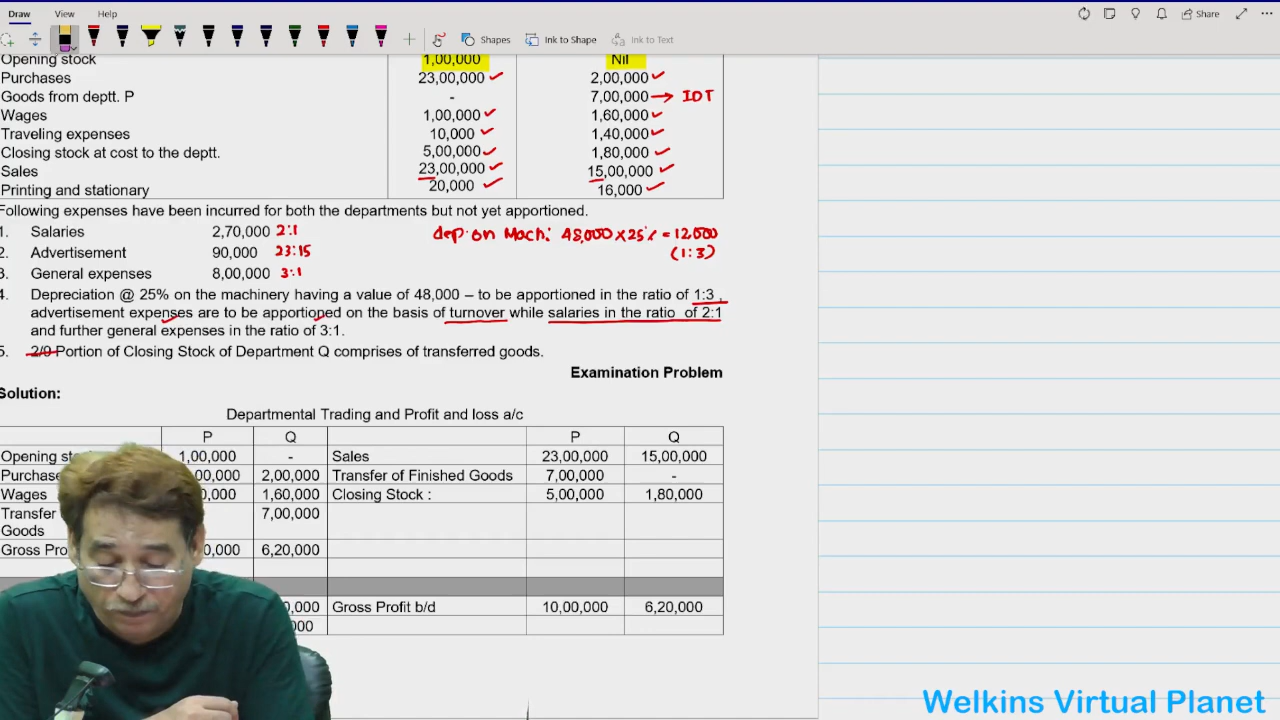 Draw View Help Share
Shapes Ink to Shape Ink to Text
Opening stock 1,00,000 Nil
Purchases 23,00,000 2,00,000
Goods from deptt. P - 7,00,000 → IDT
Wages 1,00,000 1,60,000
Traveling expenses 10,000 1,40,000
Closing stock at cost to the deptt. 5,00,000 1,80,000
Sales 23,00,000 15,00,000
Printing and stationary 20,000 16,000
Following expenses have been incurred for both the departments but not yet apportioned.
1. Salaries 2,70,000 2:1 dep. on Mach: 48,000 x 25% = 12,000
2. Advertisement 90,000 23:15 (1:3)
3. General expenses 8,00,000 3:1
4. Depreciation @ 25% on the machinery having a value of 48,000 – to be apportioned in the ratio of 1:3 ,
advertisement expenses are to be apportioned on the basis of turnover while salaries in the ratio of 2:1
and further general expenses in the ratio of 3:1.
5. 2/9 Portion of Closing Stock of Department Q comprises of transferred goods.
Examination Problem
Solution:
Departmental Trading and Profit and loss a/c
P Q P Q
Opening 1,00,000 - Sales 23,00,000 15,00,000
00,000 2,00,000 Transfer of Finished Goods 7,00,000 -
Wages 0,000 1,60,000 Closing Stock : 5,00,000 1,80,000
Transfer 7,00,000
Goods
Gross 0,000 6,20,000
0,000 Gross Profit b/d 10,00,000 6,20,000
000
Welkins Virtual Planet